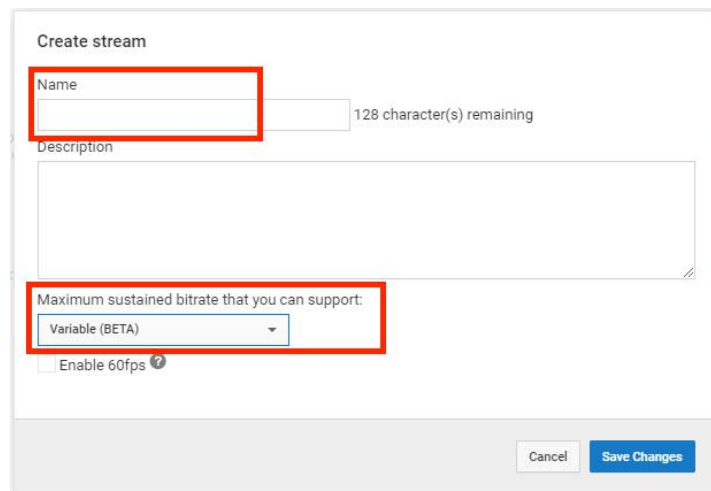 Create stream
Name
128 character(s) remaining
Description
Maximum sustained bitrate that you can support:
Variable (BETA)
Enable 60fps ?
Cancel Save Changes